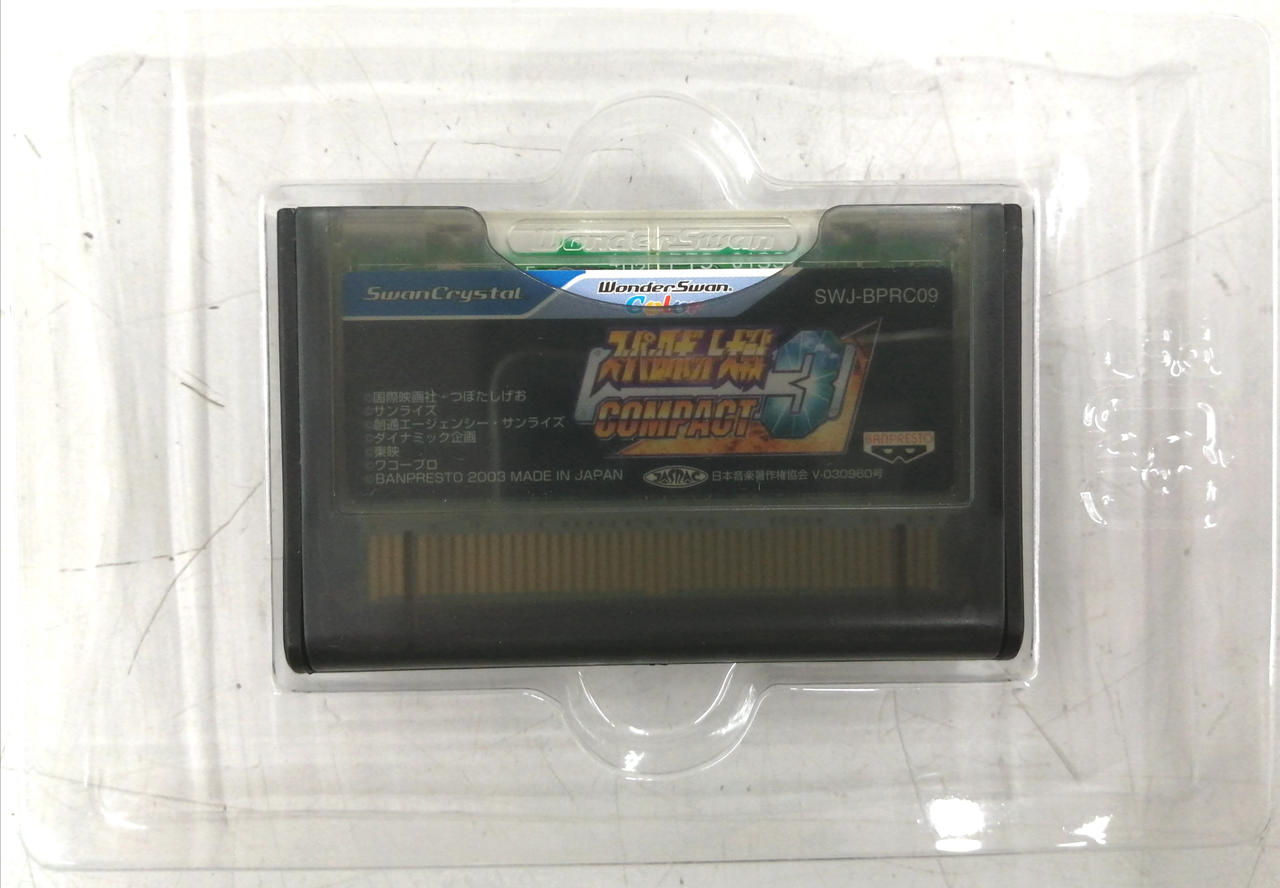 WonderSwan
SwanCrystal
WonderSwan
Color
SWJ-BPRC09
スーパーロボット大戦
COMPACT 3
©国際映画社・つぼたしげお
©サンライズ
©創通エージェンシー・サンライズ
©ダイナミック企画
©東映
©ワコープロ
©BANPRESTO 2003 MADE IN JAPAN
JASRAC
日本音楽著作権協会 V-030960号
BANPRESTO